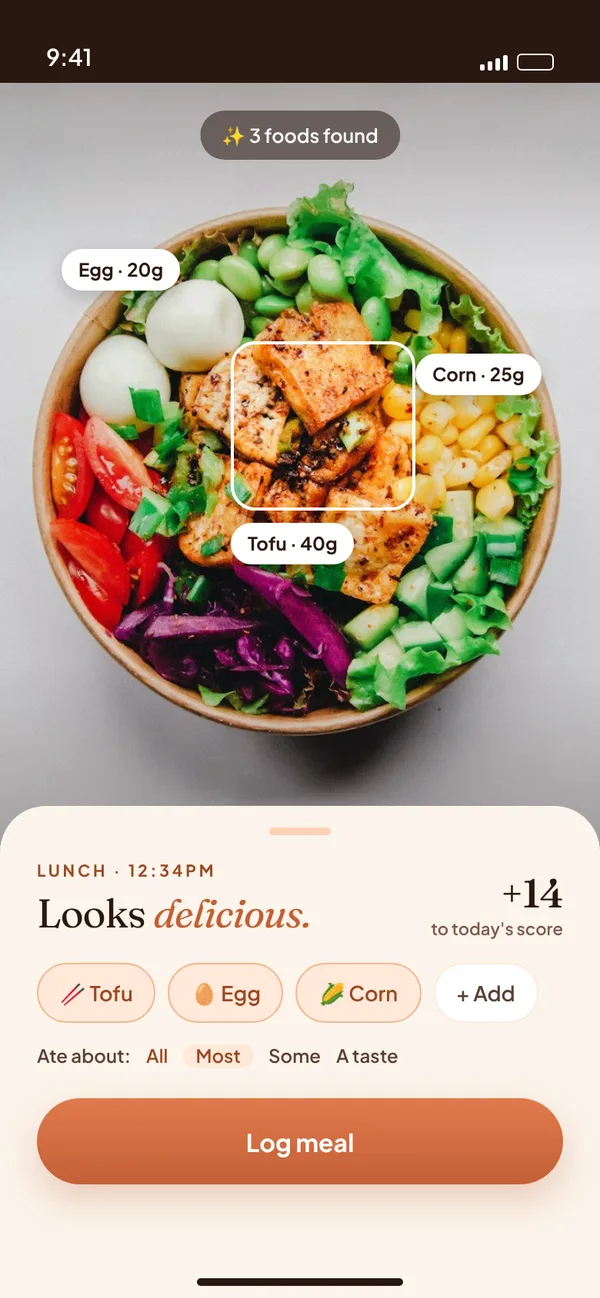 9:41
✨ 3 foods found
Egg · 20g
Corn · 25g
Tofu · 40g
LUNCH · 12:34PM
Looks delicious.
+14
to today's score
🥢 Tofu 🥚 Egg 🌽 Corn + Add
Ate about: All Most Some A taste
Log meal